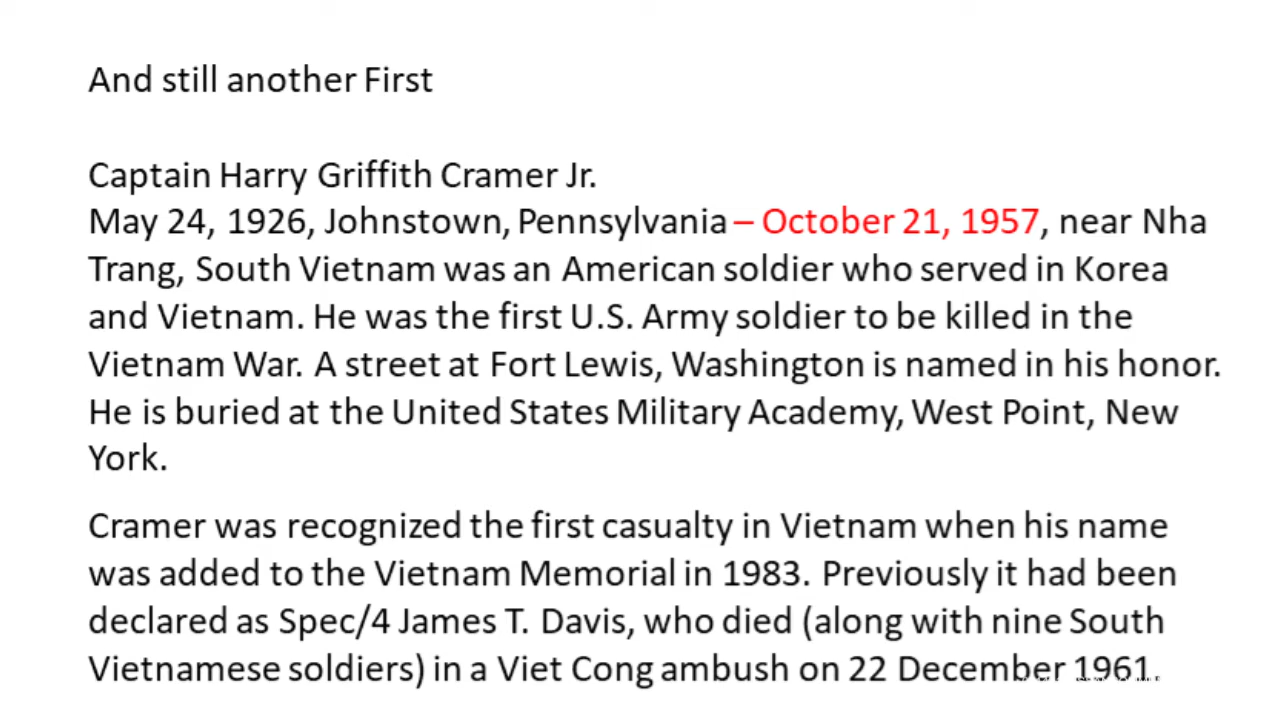 And still another First
Captain Harry Griffith Cramer Jr.
May 24, 1926, Johnstown, Pennsylvania – October 21, 1957, near Nha
Trang, South Vietnam was an American soldier who served in Korea
and Vietnam. He was the first U.S. Army soldier to be killed in the
Vietnam War. A street at Fort Lewis, Washington is named in his honor.
He is buried at the United States Military Academy, West Point, New
York.
Cramer was recognized the first casualty in Vietnam when his name
was added to the Vietnam Memorial in 1983. Previously it had been
declared as Spec/4 James T. Davis, who died (along with nine South
Vietnamese soldiers) in a Viet Cong ambush on 22 December 1961.